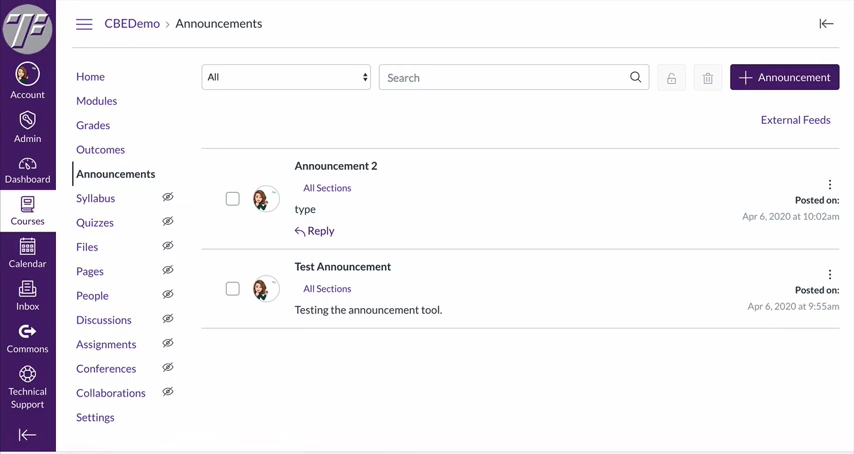 TF
CBEDemo > Announcements
Account
Admin
Dashboard
Courses
Calendar
Inbox
Commons
Technical
Support
Home
Modules
Grades
Outcomes
Announcements
Syllabus
Quizzes
Files
Pages
People
Discussions
Assignments
Conferences
Collaborations
Settings
All
Search
+ Announcement
External Feeds
Announcement 2
All Sections
type
Reply
Posted on:
Apr 6, 2020 at 10:02am
Test Announcement
All Sections
Testing the announcement tool.
Posted on:
Apr 6, 2020 at 9:55am